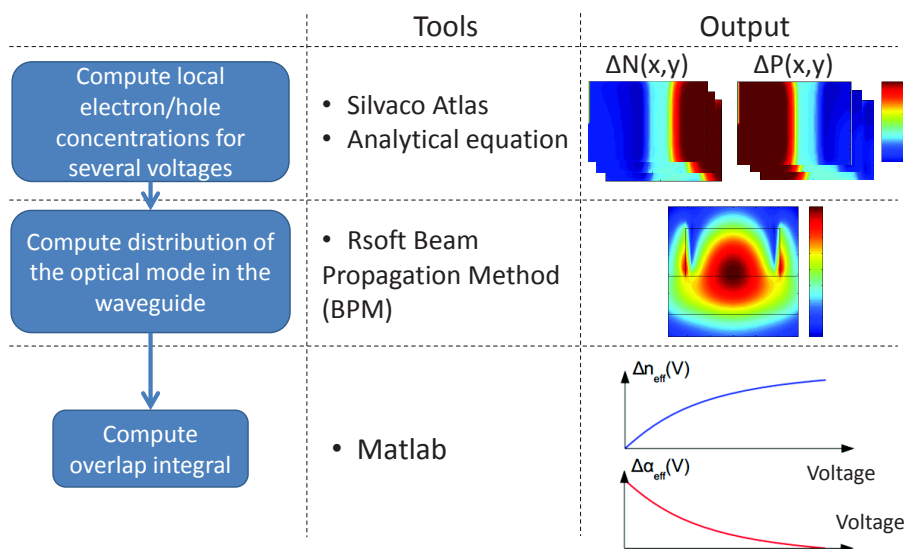 Tools
Output
Compute local
electron/hole
concentrations for
several voltages
• Silvaco Atlas
• Analytical equation
ΔN(x,y)
ΔP(x,y)
Compute distribution of
the optical mode in the
waveguide
• Rsoft Beam
Propagation Method
(BPM)
Compute
overlap integral
• Matlab
Δn_eff(V)
Voltage
Δα_eff(V)
Voltage